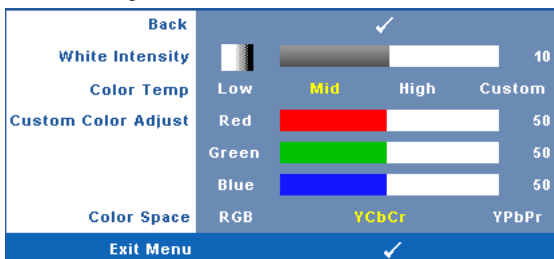 Back
White Intensity 10
Color Temp Low Mid High Custom
Custom Color Adjust Red 50
Green 50
Blue 50
Color Space RGB YCbCr YPbPr
Exit Menu